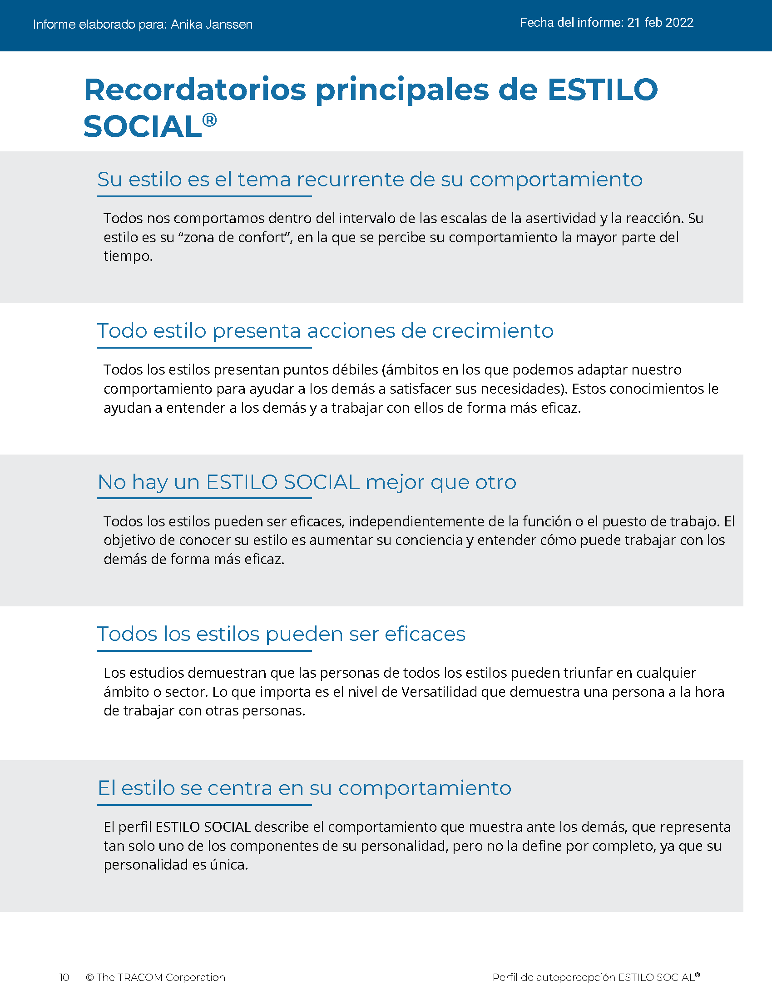 Informe elaborado para: Anika Janssen
Fecha del informe: 21 feb 2022
Recordatorios principales de ESTILO
SOCIAL®
Su estilo es el tema recurrente de su comportamiento
Todos nos comportamos dentro del intervalo de las escalas de la asertividad y la reacción. Su
estilo es su “zona de confort”, en la que se percibe su comportamiento la mayor parte del
tiempo.
Todo estilo presenta acciones de crecimiento
Todos los estilos presentan puntos débiles (ámbitos en los que podemos adaptar nuestro
comportamiento para ayudar a los demás a satisfacer sus necesidades). Estos conocimientos le
ayudan a entender a los demás y a trabajar con ellos de forma más eficaz.
No hay un ESTILO SOCIAL mejor que otro
Todos los estilos pueden ser eficaces, independientemente de la función o el puesto de trabajo. El
objetivo de conocer su estilo es aumentar su conciencia y entender cómo puede trabajar con los
demás de forma más eficaz.
Todos los estilos pueden ser eficaces
Los estudios demuestran que las personas de todos los estilos pueden triunfar en cualquier
ámbito o sector. Lo que importa es el nivel de Versatilidad que demuestra una persona a la hora
de trabajar con otras personas.
El estilo se centra en su comportamiento
El perfil ESTILO SOCIAL describe el comportamiento que muestra ante los demás, que representa
tan solo uno de los componentes de su personalidad, pero no la define por completo, ya que su
personalidad es única.
10 © The TRACOM Corporation
Perfil de autopercepción ESTILO SOCIAL®